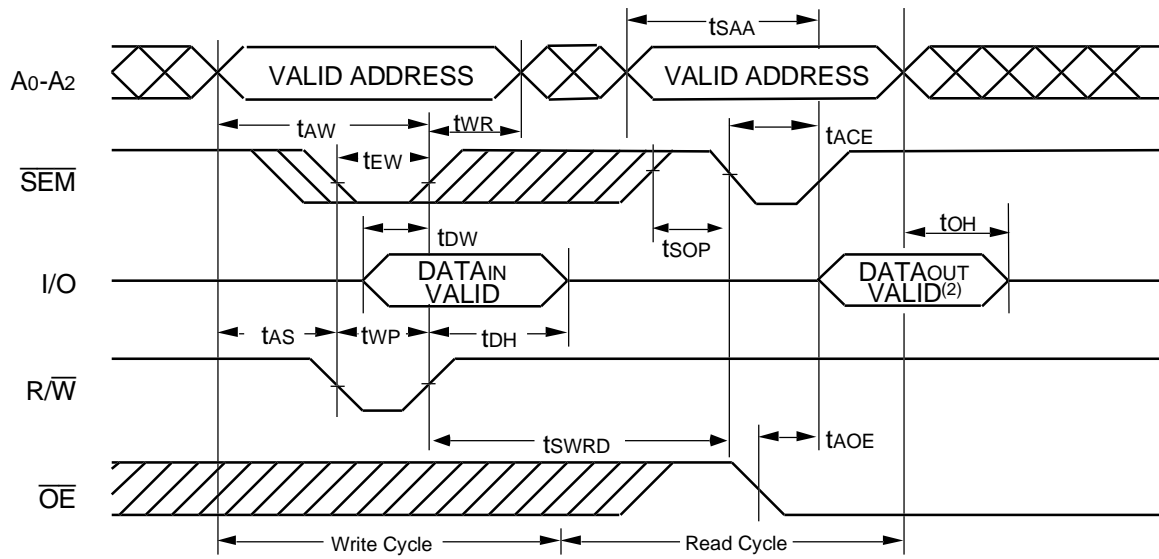 tSAA
A0-A2
VALID ADDRESS
VALID ADDRESS
tAW
tWR
tACE
tEW
SEM
tDW
tSOP
tOH
I/O
DATAIN
VALID
DATAOUT
VALID(2)
tAS
tWP
tDH
R/W
tSWRD
tAOE
OE
Write Cycle
Read Cycle